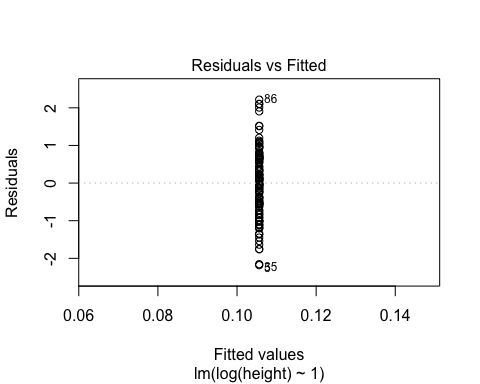 Residuals vs Fitted
Residuals
2
1
0
-1
-2
86
0.06 0.08 0.10 0.12 0.14
Fitted values
lm(log(height) ~ 1)